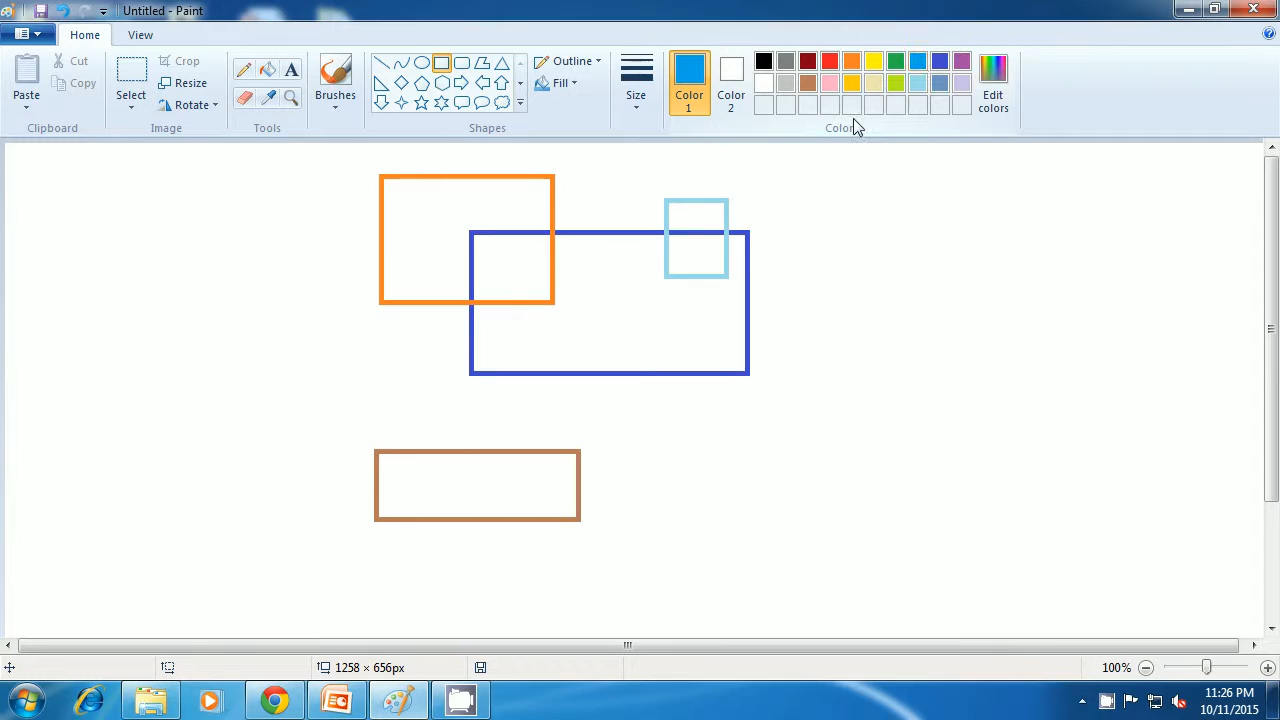 Untitled - Paint
Home View
Paste
Cut
Copy
Clipboard
Select
Crop
Resize
Rotate
Image
A
Tools
Brushes
Shapes
Outline
Fill
Size
Color 1
Color 2
Edit colors
Color
1258 × 656px
100%
11:26 PM
10/11/2015